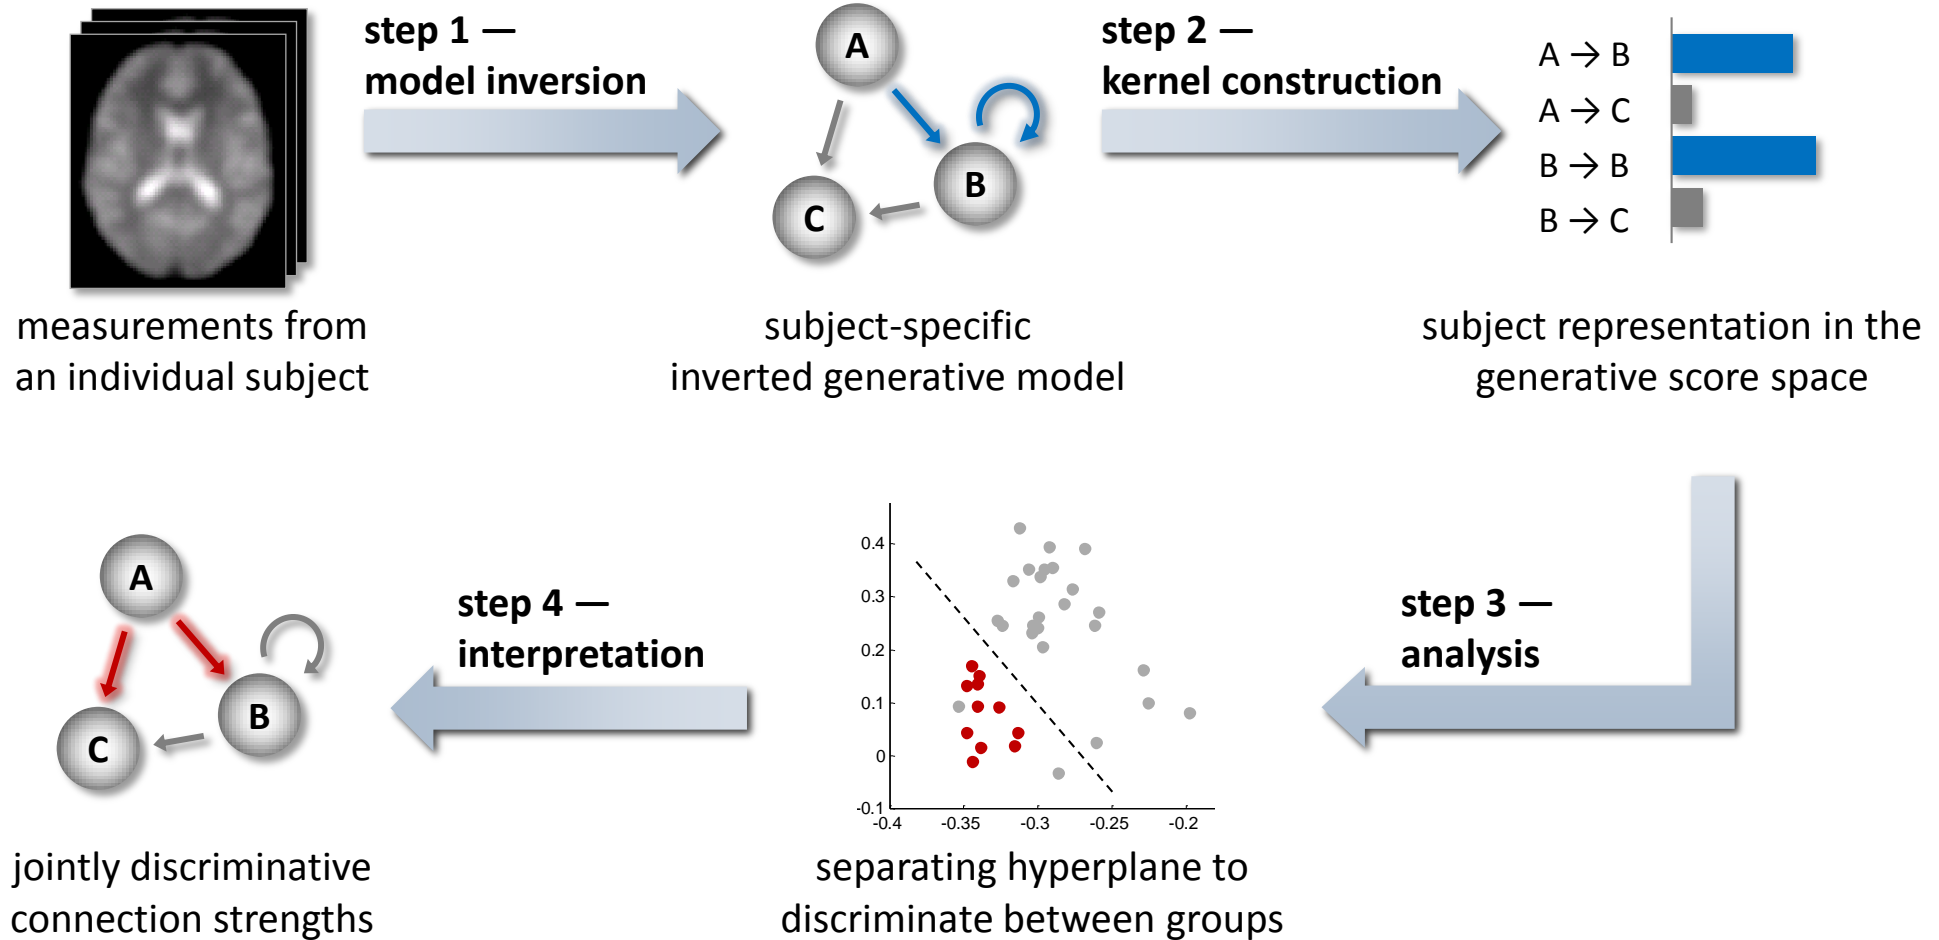 step 1 —
model inversion
A
B
C
step 2 —
kernel construction
A → B
A → C
B → B
B → C
measurements from
an individual subject
subject-specific
inverted generative model
subject representation in the
generative score space
A
B
C
step 4 —
interpretation
0.4
0.3
0.2
0.1
0
-0.1
-0.4 -0.35 -0.3 -0.25 -0.2
step 3 —
analysis
jointly discriminative
connection strengths
separating hyperplane to
discriminate between groups